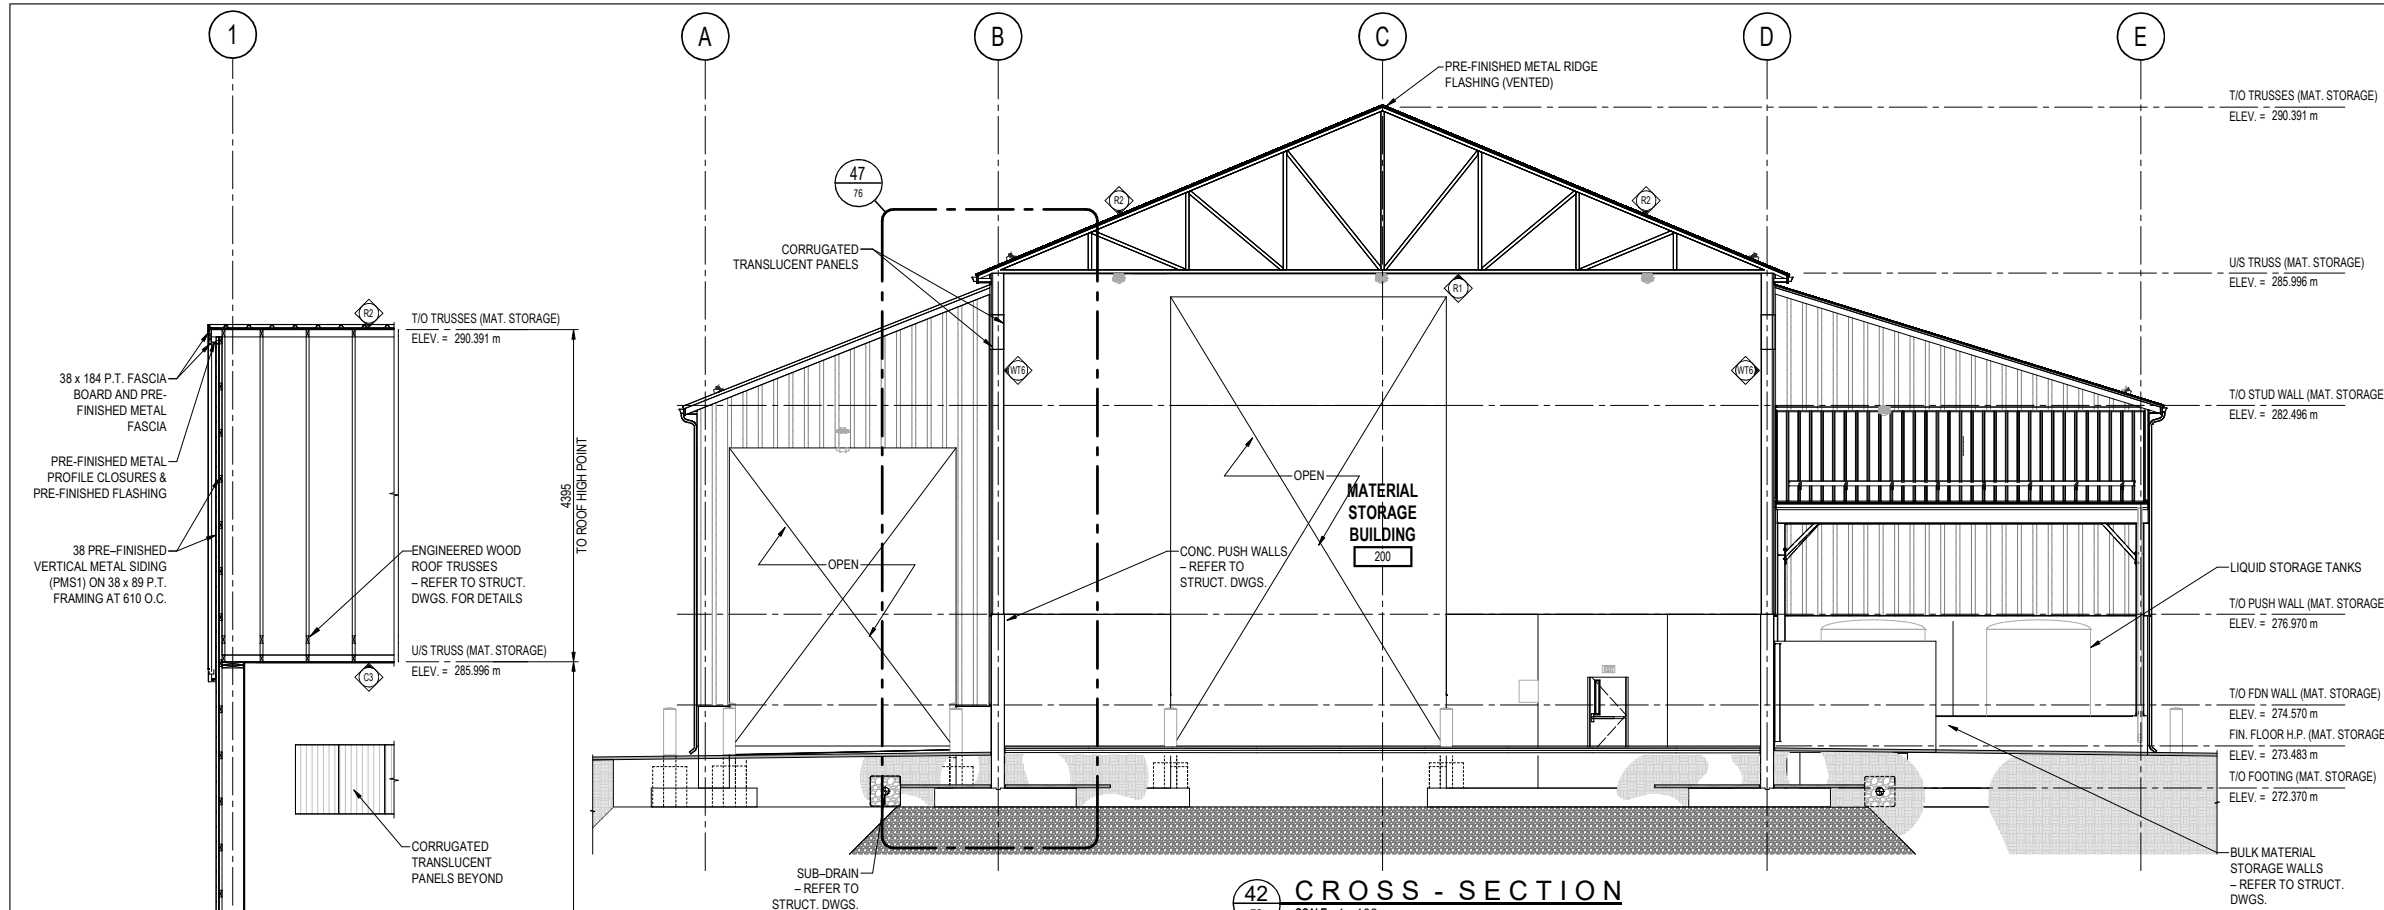 1
A
B
C
D
E
PRE-FINISHED METAL RIDGE
FLASHING (VENTED)
T/O TRUSSES (MAT. STORAGE)
ELEV. = 290.391 m
47
76
R2
R2
CORRUGATED
TRANSLUCENT PANELS
U/S TRUSS (MAT. STORAGE)
ELEV. = 285.996 m
R1
R2
T/O TRUSSES (MAT. STORAGE)
ELEV. = 290.391 m
38 x 184 P.T. FASCIA
BOARD AND PRE-
FINISHED METAL
FASCIA
WT6
WT6
T/O STUD WALL (MAT. STORAGE
ELEV. = 282.496 m
PRE-FINISHED METAL
PROFILE CLOSURES &
PRE-FINISHED FLASHING
4395
TO ROOF HIGH POINT
OPEN
MATERIAL
STORAGE
BUILDING
200
38 PRE–FINISHED
VERTICAL METAL SIDING
(PMS1) ON 38 x 89 P.T.
FRAMING AT 610 O.C.
ENGINEERED WOOD
ROOF TRUSSES
– REFER TO STRUCT.
DWGS. FOR DETAILS
OPEN
CONC. PUSH WALLS
– REFER TO
STRUCT. DWGS.
LIQUID STORAGE TANKS
T/O PUSH WALL (MAT. STORAGE
ELEV. = 276.970 m
U/S TRUSS (MAT. STORAGE)
ELEV. = 285.996 m
C3
T/O FDN WALL (MAT. STORAGE)
ELEV. = 274.570 m
FIN. FLOOR H.P. (MAT. STORAGE
ELEV. = 273.483 m
T/O FOOTING (MAT. STORAGE)
ELEV. = 272.370 m
CORRUGATED
TRANSLUCENT
PANELS BEYOND
SUB–DRAIN
– REFER TO
STRUCT. DWGS.
BULK MATERIAL
STORAGE WALLS
– REFER TO STRUCT.
DWGS.
42
CROSS - SECTION